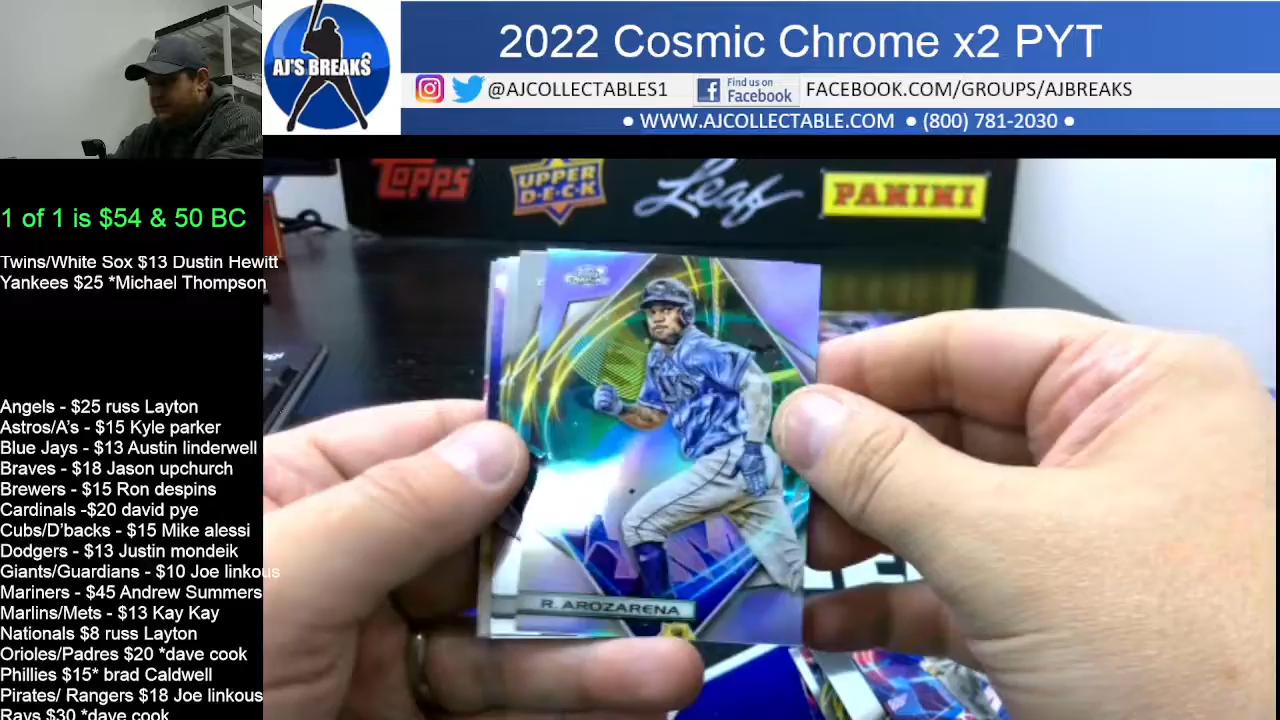 AJ'S BREAKS
2022 Cosmic Chrome x2 PYT
@AJCOLLECTABLES1
Find us on
Facebook
FACEBOOK.COM/GROUPS/AJBREAKS
• WWW.AJCOLLECTABLE.COM • (800) 781-2030 •
TOPPS
UPPER
D·E·C·K
Leaf
PANINI
1 of 1 is $54 & 50 BC
Twins/White Sox $13 Dustin Hewitt
Yankees $25 *Michael Thompson
Angels - $25 russ Layton
Astros/A's - $15 Kyle parker
Blue Jays - $13 Austin linderwell
Braves - $18 Jason upchurch
Brewers - $15 Ron despins
Cardinals -$20 david pye
Cubs/D'backs - $15 Mike alessi
Dodgers - $13 Justin mondeik
Giants/Guardians - $10 Joe linkous
Mariners - $45 Andrew Summers
Marlins/Mets - $13 Kay Kay
Nationals $8 russ Layton
Orioles/Padres $20 *dave cook
Phillies $15* brad Caldwell
Pirates/ Rangers $18 Joe linkous
Rays $30 *dave cook
R. AROZARENA